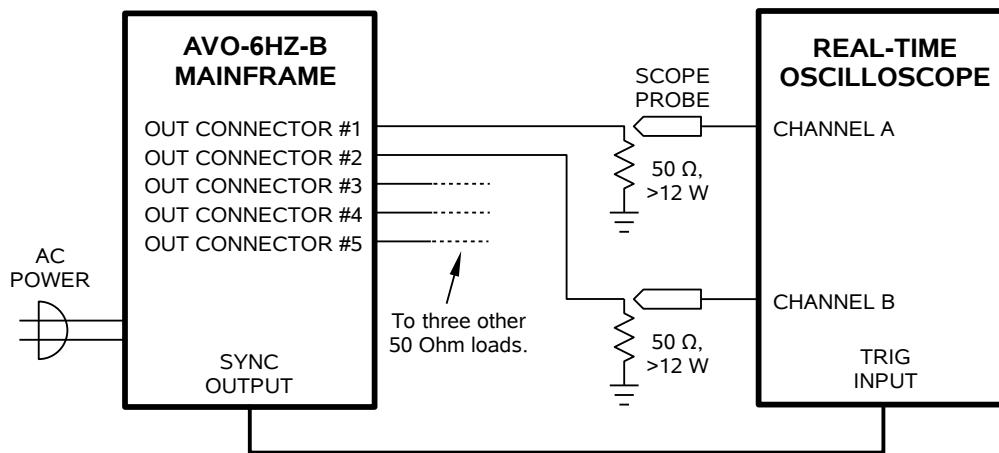 AVO-6HZ-B
MAINFRAME
OUT CONNECTOR #1
OUT CONNECTOR #2
OUT CONNECTOR #3
OUT CONNECTOR #4
OUT CONNECTOR #5
AC
POWER
SYNC
OUTPUT
To three other
50 Ohm loads.
SCOPE
PROBE
50 Ω,
>12 W
50 Ω,
>12 W
REAL-TIME
OSCILLOSCOPE
CHANNEL A
CHANNEL B
TRIG
INPUT